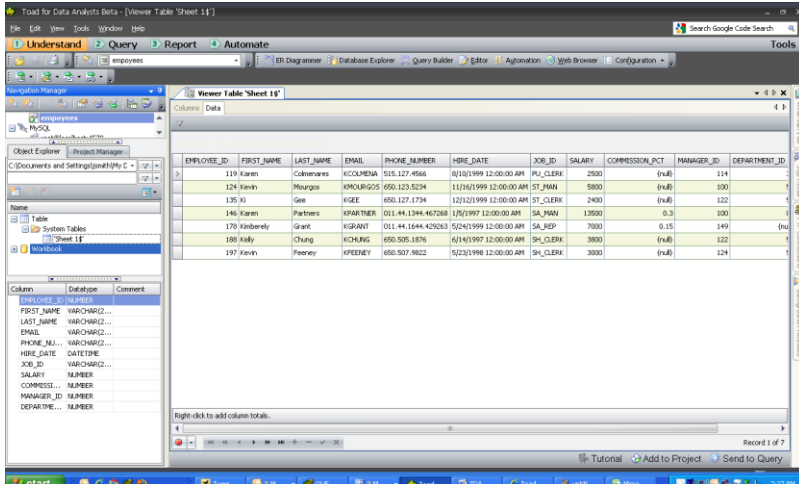 Toad for Data Analysts Beta - [Viewer Table 'Sheet 1$']
File Edit View Tools Window Help
Search Google Code Search
1 Understand 2 Query 3 Report 4 Automate Tools
empoyees
ER Diagrammer Database Explorer Query Builder Editor Automation Web Browser Configuration
Navigation Manager
empoyees
MySQL
Object Explorer Project Manager
C:\Documents and Settings\jsmith\My D
Name
Table
System Tables
'Sheet 1$'
Workbook
Column Datatype Comment
EMPLOYEE_ID NUMBER
FIRST_NAME VARCHAR(2...
LAST_NAME VARCHAR(2...
EMAIL VARCHAR(2...
PHONE_NU... VARCHAR(2...
HIRE_DATE DATETIME
JOB_ID VARCHAR(2...
SALARY NUMBER
COMMISSI... NUMBER
MANAGER_ID NUMBER
DEPARTME... NUMBER
Viewer Table 'Sheet 1$'
Columns Data
EMPLOYEE_ID FIRST_NAME LAST_NAME EMAIL PHONE_NUMBER HIRE_DATE JOB_ID SALARY COMMISSION_PCT MANAGER_ID DEPARTMENT_ID
119 Karen Colmenares KCOLMENA 515.127.4566 8/10/1999 12:00:00 AM PU_CLERK 2500 (null) 114
124 Kevin Mourgos KMOURGOS 650.123.5234 11/16/1999 12:00:00 AM ST_MAN 5800 (null) 100
135 Ki Gee KGEE 650.127.1734 12/12/1999 12:00:00 AM ST_CLERK 2400 (null) 122
146 Karen Partners KPARTNER 011.44.1344.467268 1/5/1997 12:00:00 AM SA_MAN 13500 0.3 100
178 Kimberely Grant KGRANT 011.44.1644.429263 5/24/1999 12:00:00 AM SA_REP 7000 0.15 149 (nu
188 Kelly Chung KCHUNG 650.505.1876 6/14/1997 12:00:00 AM SH_CLERK 3800 (null) 122
197 Kevin Feeney KFEENEY 650.507.9822 5/23/1998 12:00:00 AM SH_CLERK 3000 (null) 124
Right-click to add column totals.
Record 1 of 7
Tutorial Add to Project Send to Query
start 7:27 PM